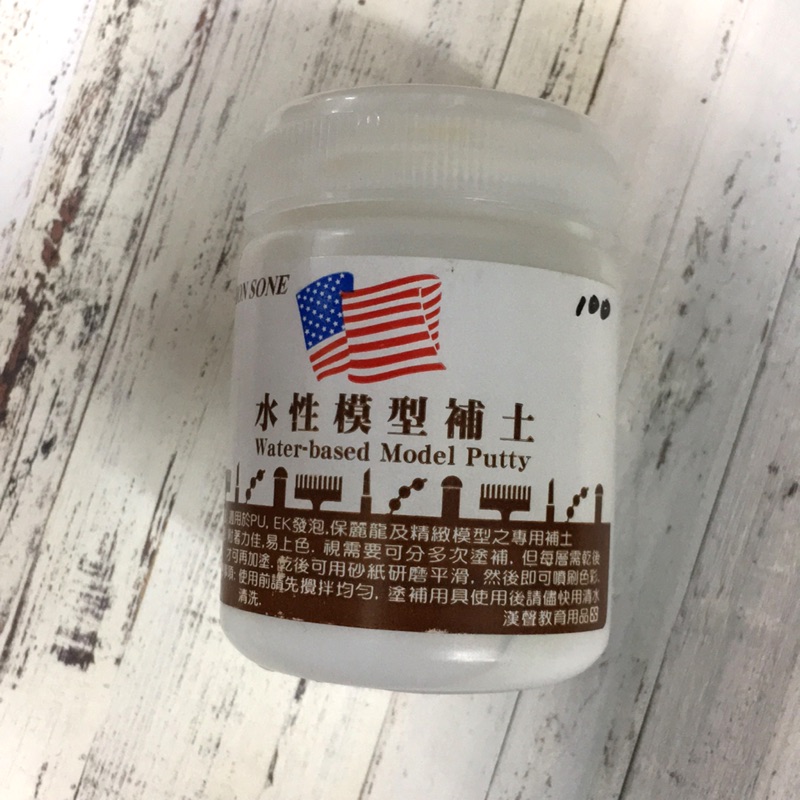 ON SONE
100
水性模型補土
Water-based Model Putty
適用於PU, EK發泡,保麗龍及精緻模型之專用補土
著力佳,易上色. 視需要可分多次塗補, 但每層需乾後
才可再加塗. 乾後可用砂紙研磨平滑, 然後即可噴刷色彩.
項: 使用前請先攪拌均勻, 塗補用具使用後請儘快用清水
清洗.
漢聲教育用品